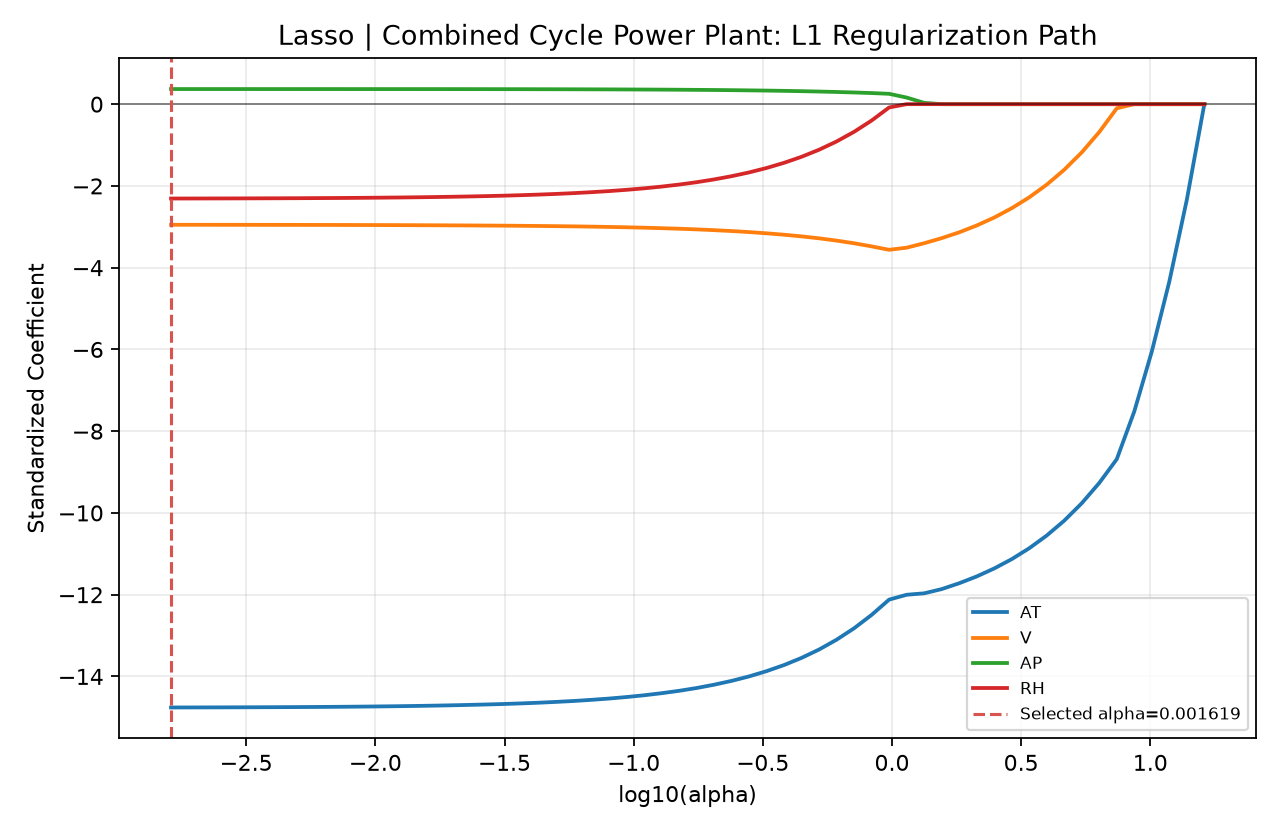 Lasso | Combined Cycle Power Plant: L1 Regularization Path
Standardized Coefficient
0
−2
−4
−6
−8
−10
−12
−14
AT
V
AP
RH
Selected alpha=0.001619
−2.5 −2.0 −1.5 −1.0 −0.5 0.0 0.5 1.0
log10(alpha)